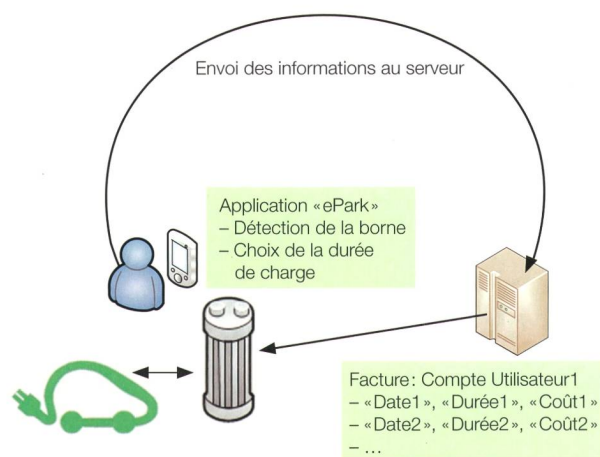 Envoi des informations au serveur
Application «ePark»
– Détection de la borne
– Choix de la durée
de charge
Facture: Compte Utilisateur1
– «Date1», «Durée1», «Coût1»
– «Date2», «Durée2», «Coût2»
– ...